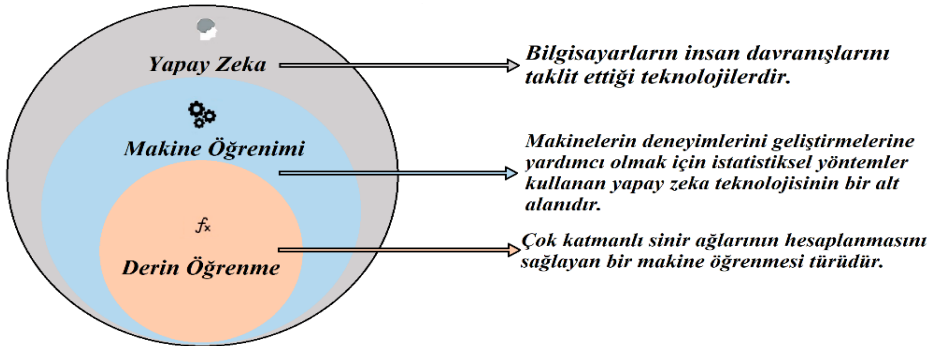 Yapay Zeka
Bilgisayarların insan davranışlarını
taklit ettiği teknolojilerdir.
Makine Öğrenimi
Makinelerin deneyimlerini geliştirmelerine
yardımcı olmak için istatistiksel yöntemler
kullanan yapay zeka teknolojisinin bir alt
alanıdır.
fx
Derin Öğrenme
Çok katmanlı sinir ağlarının hesaplanmasını
sağlayan bir makine öğrenmesi türüdür.